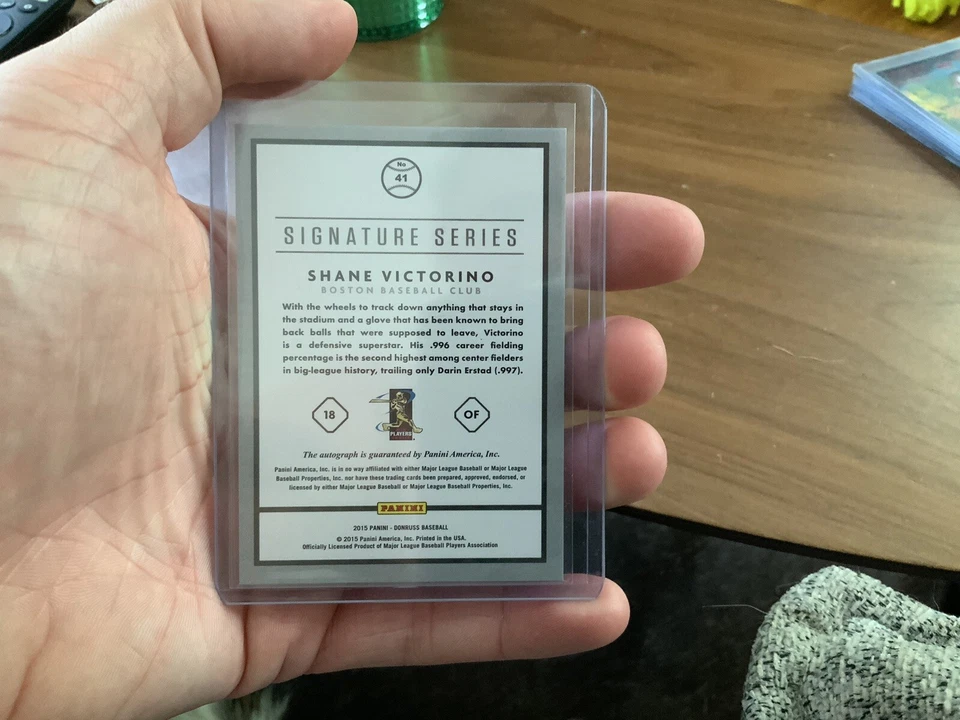 No
41
SIGNATURE SERIES
SHANE VICTORINO
BOSTON BASEBALL CLUB
With the wheels to track down anything that stays in
the stadium and a glove that has been known to bring
back balls that were supposed to leave, Victorino
is a defensive superstar. His .996 career fielding
percentage is the second highest among center fielders
in big-league history, trailing only Darin Erstad (.997).
18
PLAYERS
OF
The autograph is guaranteed by Panini America, Inc.
Panini America, Inc. is in no way affiliated with either Major League Baseball or Major League
Baseball Properties, Inc. nor have these trading cards been prepared, approved, endorsed, or
licensed by either Major League Baseball or Major League Baseball Properties, Inc.
PANINI
2015 PANINI - DONRUSS BASEBALL
© 2015 Panini America, Inc. Printed in the USA.
Officially Licensed Product of Major League Baseball Players Association